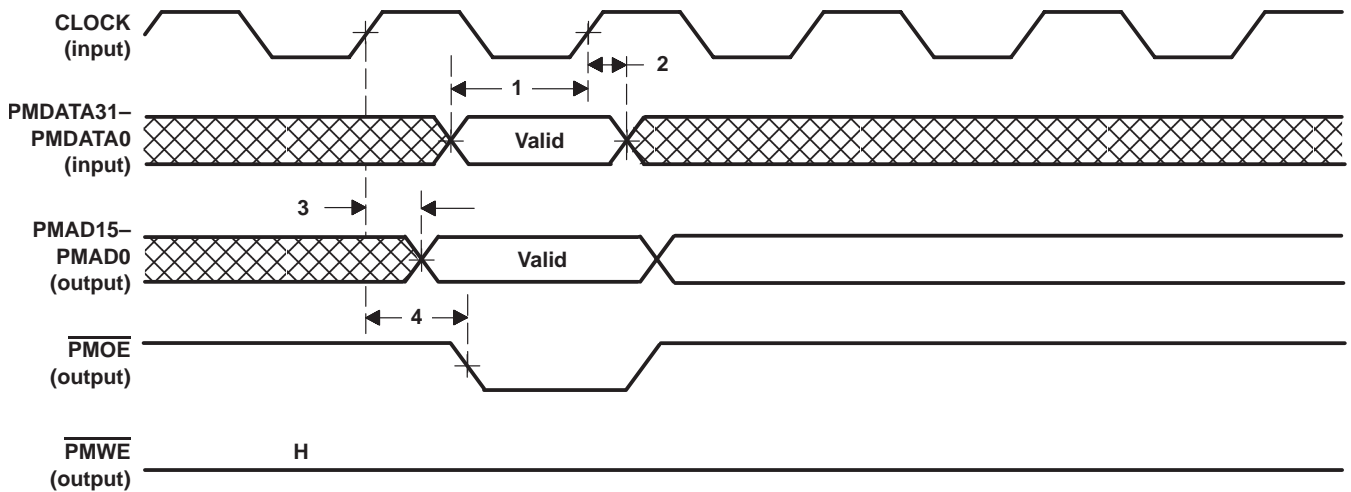 CLOCK
(input)
2
1
PMDATA31–
PMDATA0
(input)
Valid
3
PMAD15–
PMAD0
(output)
Valid
4
PMOE
(output)
PMWE
(output)
H